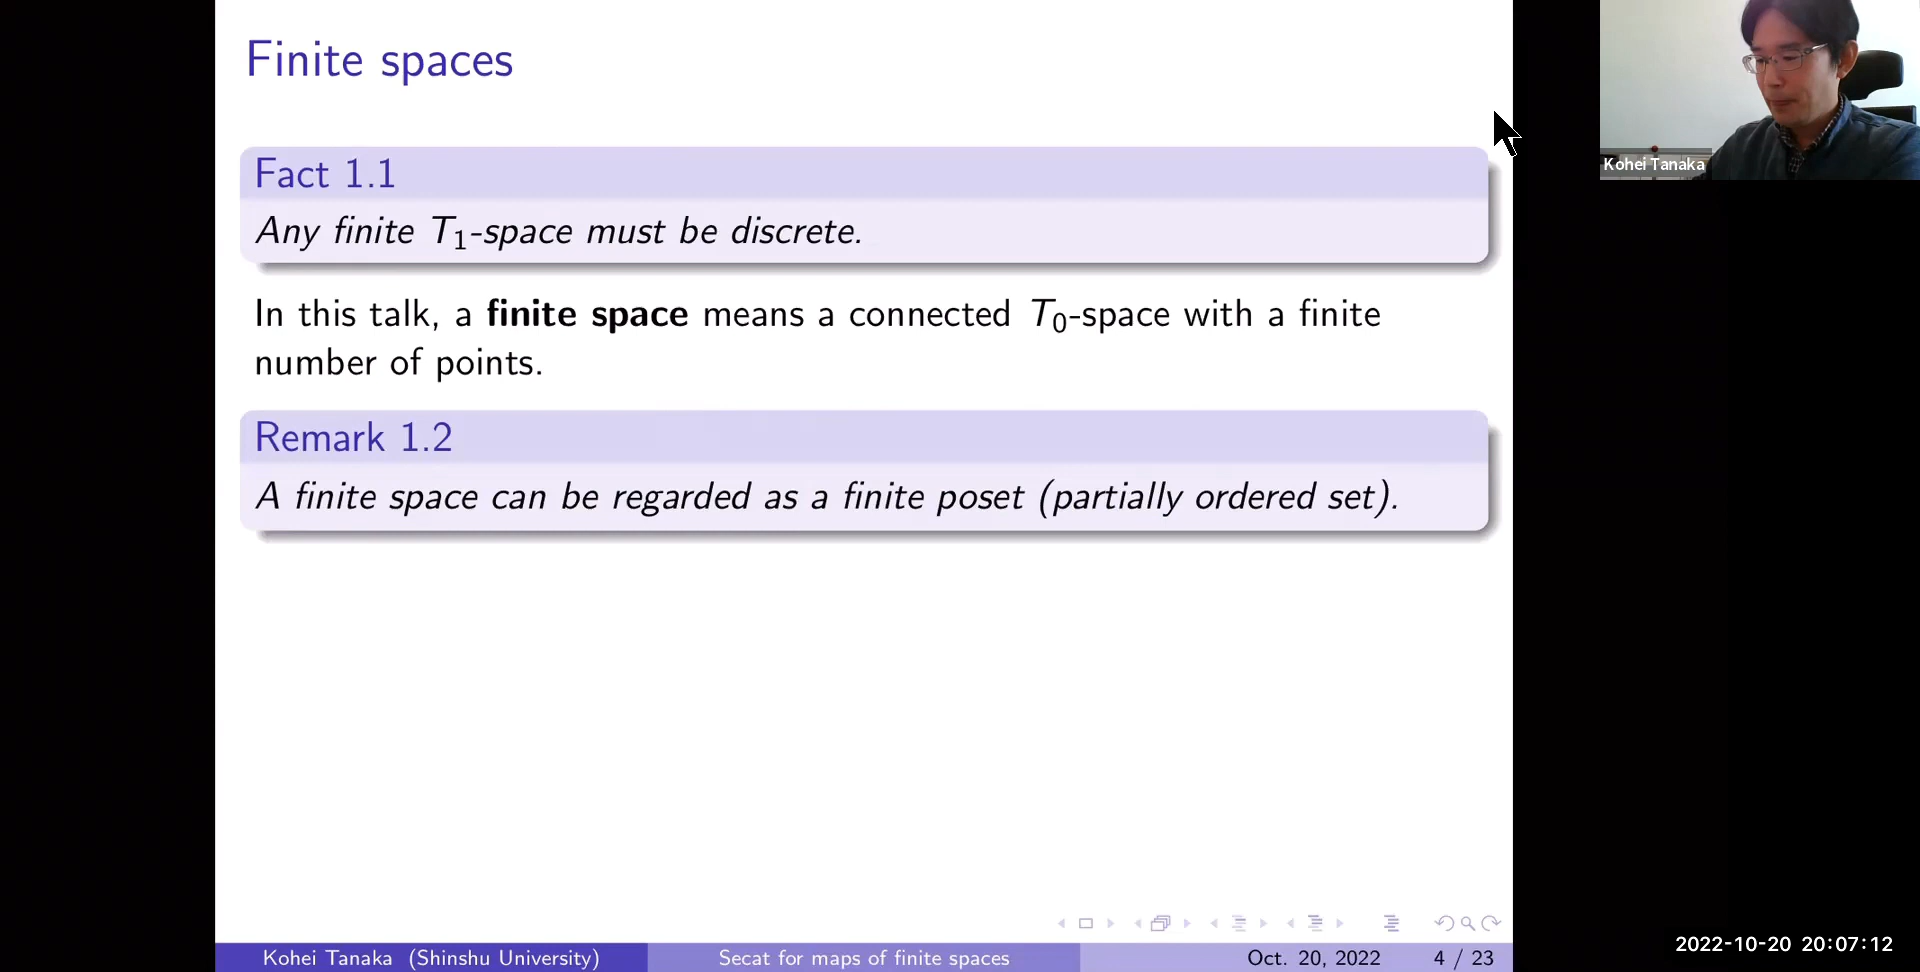 Finite spaces
Fact 1.1
Any finite T₁-space must be discrete.
In this talk, a finite space means a connected T₀-space with a finite
number of points.
Remark 1.2
A finite space can be regarded as a finite poset (partially ordered set).
Kohei Tanaka (Shinshu University)
Secat for maps of finite spaces
Oct. 20, 2022
4 / 23
Kohei Tanaka
2022-10-20 20:07:12